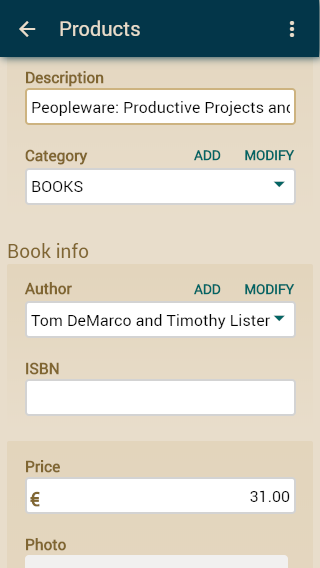 Products
Description
Peopleware: Productive Projects and
Category ADD MODIFY
BOOKS
Book info
Author ADD MODIFY
Tom DeMarco and Timothy Lister
ISBN
Price
€ 31.00
Photo